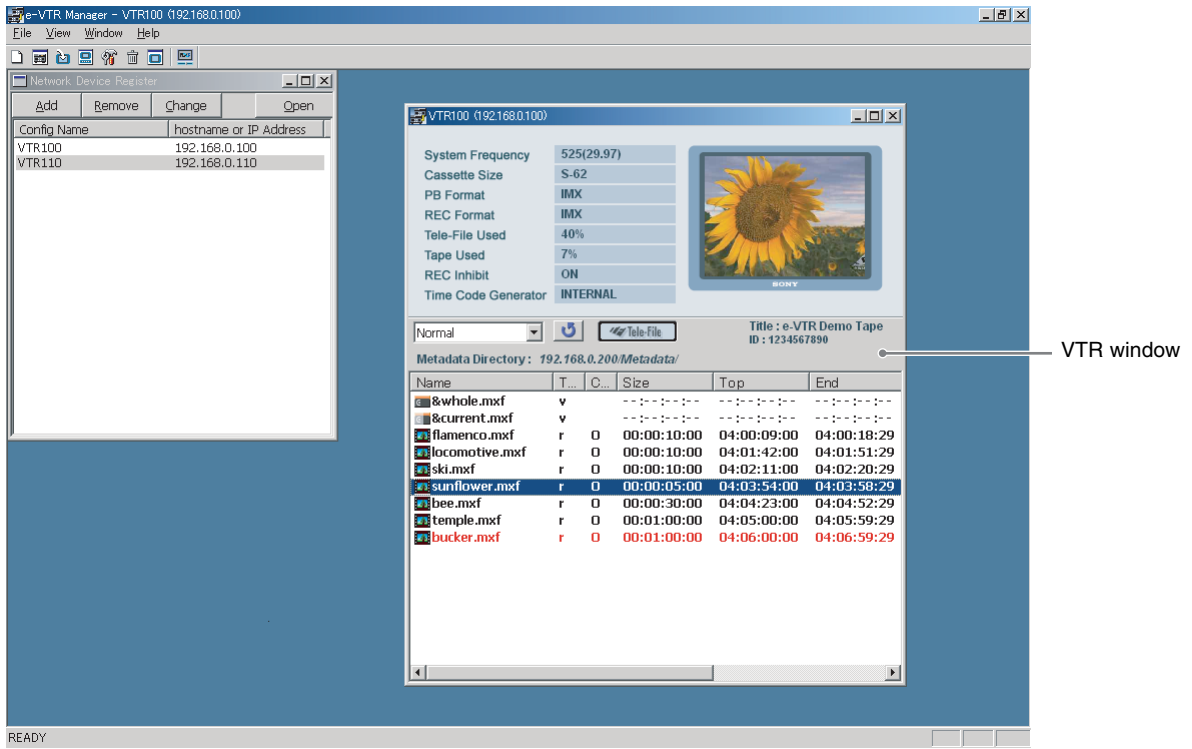 e-VTR Manager - VTR100 (192.168.0.100)
File View Window Help
Network Device Register
Add Remove Change Open
Config Name hostname or IP Address
VTR100 192.168.0.100
VTR110 192.168.0.110
VTR100 (192.168.0.100)
System Frequency 525(29.97)
Cassette Size S-62
PB Format IMX
REC Format IMX
Tele-File Used 40%
Tape Used 7%
REC Inhibit ON
Time Code Generator INTERNAL
SONY
Normal Tele-File
Title : e-VTR Demo Tape
ID : 1234567890
Metadata Directory : 192.168.0.200/Metadata/
VTR window
Name T... C... Size Top End
&whole.mxf v --:--:--:-- --:--:--:-- --:--:--:--
&current.mxf v --:--:--:-- --:--:--:-- --:--:--:--
flamenco.mxf r O 00:00:10:00 04:00:09:00 04:00:18:29
locomotive.mxf r O 00:00:10:00 04:01:42:00 04:01:51:29
ski.mxf r O 00:00:10:00 04:02:11:00 04:02:20:29
sunflower.mxf r O 00:00:05:00 04:03:54:00 04:03:58:29
bee.mxf r O 00:00:30:00 04:04:23:00 04:04:52:29
temple.mxf r O 00:01:00:00 04:05:00:00 04:05:59:29
bucker.mxf r O 00:01:00:00 04:06:00:00 04:06:59:29
READY